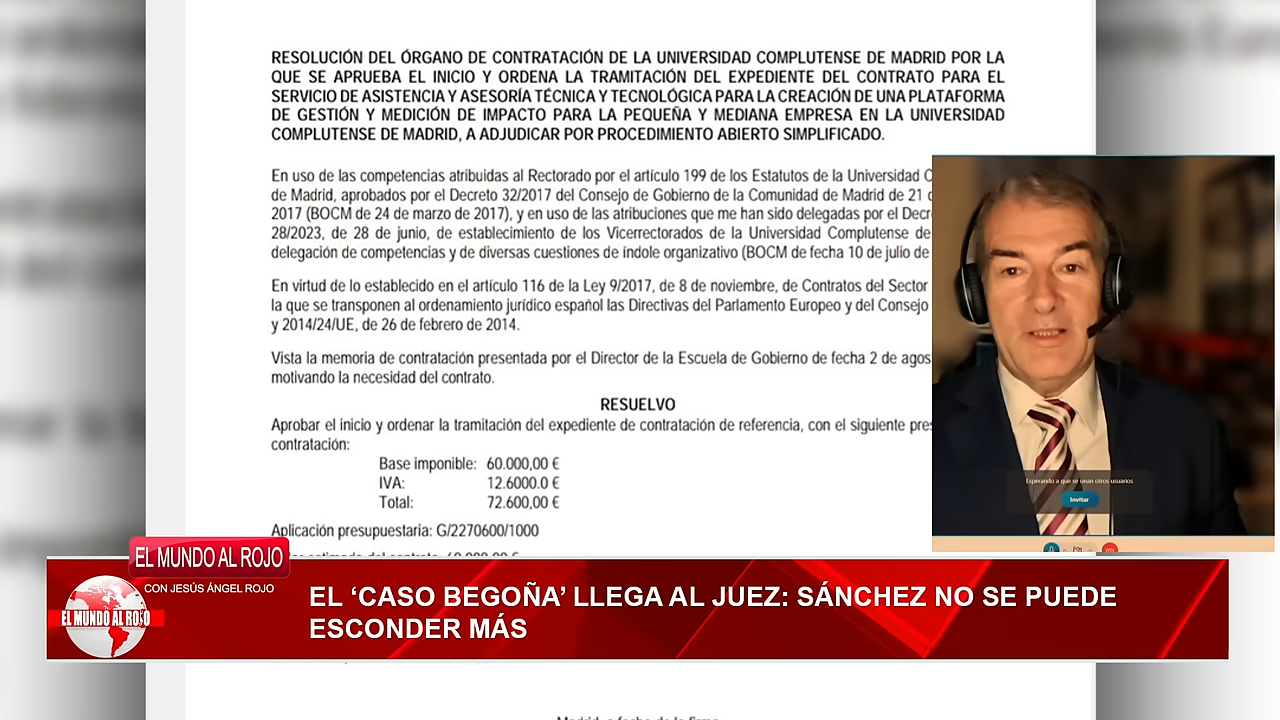 RESOLUCIÓN DEL ÓRGANO DE CONTRATACIÓN DE LA UNIVERSIDAD COMPLUTENSE DE MADRID POR LA
QUE SE APRUEBA EL INICIO Y ORDENA LA TRAMITACIÓN DEL EXPEDIENTE DEL CONTRATO PARA EL
SERVICIO DE ASISTENCIA Y ASESORÍA TÉCNICA Y TECNOLÓGICA PARA LA CREACIÓN DE UNA PLATAFORMA
DE GESTIÓN Y MEDICIÓN DE IMPACTO PARA LA PEQUEÑA Y MEDIANA EMPRESA EN LA UNIVERSIDAD
COMPLUTENSE DE MADRID, A ADJUDICAR POR PROCEDIMIENTO ABIERTO SIMPLIFICADO.
En uso de las competencias atribuidas al Rectorado por el artículo 199 de los Estatutos de la Universidad
de Madrid, aprobados por el Decreto 32/2017 del Consejo de Gobierno de la Comunidad de Madrid de 21
2017 (BOCM de 24 de marzo de 2017), y en uso de las atribuciones que me han sido delegadas por el Decr
28/2023, de 28 de junio, de establecimiento de los Vicerrectorados de la Universidad Complutense de
delegación de competencias y de diversas cuestiones de índole organizativo (BOCM de fecha 10 de julio de
En virtud de lo establecido en el artículo 116 de la Ley 9/2017, de 8 de noviembre, de Contratos del Sector
la que se transponen al ordenamiento jurídico español las Directivas del Parlamento Europeo y del Consejo
y 2014/24/UE, de 26 de febrero de 2014.
Vista la memoria de contratación presentada por el Director de la Escuela de Gobierno de fecha 2 de agos
motivando la necesidad del contrato.
RESUELVO
Aprobar el inicio y ordenar la tramitación del expediente de contratación de referencia, con el siguiente pres
contratación:
Base imponible: 60.000,00 €
IVA: 12.6000.0 €
Total: 72.600,00 €
Aplicación presupuestaria: G/2270600/1000
Esperando a que se unan otros usuarios
Invitar
EL MUNDO AL ROJO
CON JESÚS ÁNGEL ROJO
EL MUNDO AL ROJO
EL ‘CASO BEGOÑA’ LLEGA AL JUEZ: SÁNCHEZ NO SE PUEDE
ESCONDER MÁS